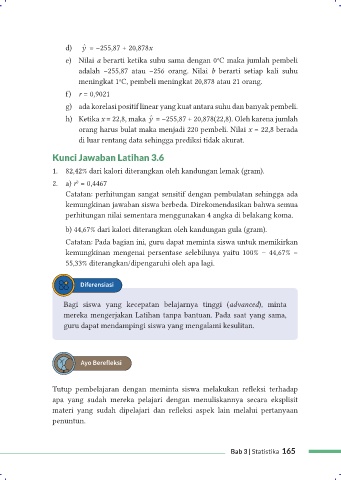 d) ŷ = −255,87 + 20,878x
e) Nilai a berarti ketika suhu sama dengan 0°C maka jumlah pembeli
adalah −255,87 atau −256 orang. Nilai b berarti setiap kali suhu
meningkat 1°C, pembeli meningkat 20,878 atau 21 orang.
f) r = 0,9021
g) ada korelasi positif linear yang kuat antara suhu dan banyak pembeli.
h) Ketika x = 22,8, maka ŷ = −255,87 + 20,878(22,8). Oleh karena jumlah
orang harus bulat maka menjadi 220 pembeli. Nilai x = 22,8 berada
di luar rentang data sehingga prediksi tidak akurat.
Kunci Jawaban Latihan 3.6
1. 82,42% dari kalori diterangkan oleh kandungan lemak (gram).
2. a) r² = 0,4467
Catatan: perhitungan sangat sensitif dengan pembulatan sehingga ada
kemungkinan jawaban siswa berbeda. Direkomendasikan bahwa semua
perhitungan nilai sementara menggunakan 4 angka di belakang koma.
b) 44,67% dari kalori diterangkan oleh kandungan gula (gram).
Catatan: Pada bagian ini, guru dapat meminta siswa untuk memikirkan
kemungkinan mengenai persentase selebihnya yaitu 100% − 44,67% =
55,33% diterangkan/dipengaruhi oleh apa lagi.
Diferensiasi
Bagi siswa yang kecepatan belajarnya tinggi (advanced), minta
mereka mengerjakan Latihan tanpa bantuan. Pada saat yang sama,
guru dapat mendampingi siswa yang mengalami kesulitan.
Ayo Berefleksi
Tutup pembelajaran dengan meminta siswa melakukan refleksi terhadap
apa yang sudah mereka pelajari dengan menuliskannya secara eksplisit
materi yang sudah dipelajari dan refleksi aspek lain melalui pertanyaan
penuntun.
Bab 3 | Statistika 165